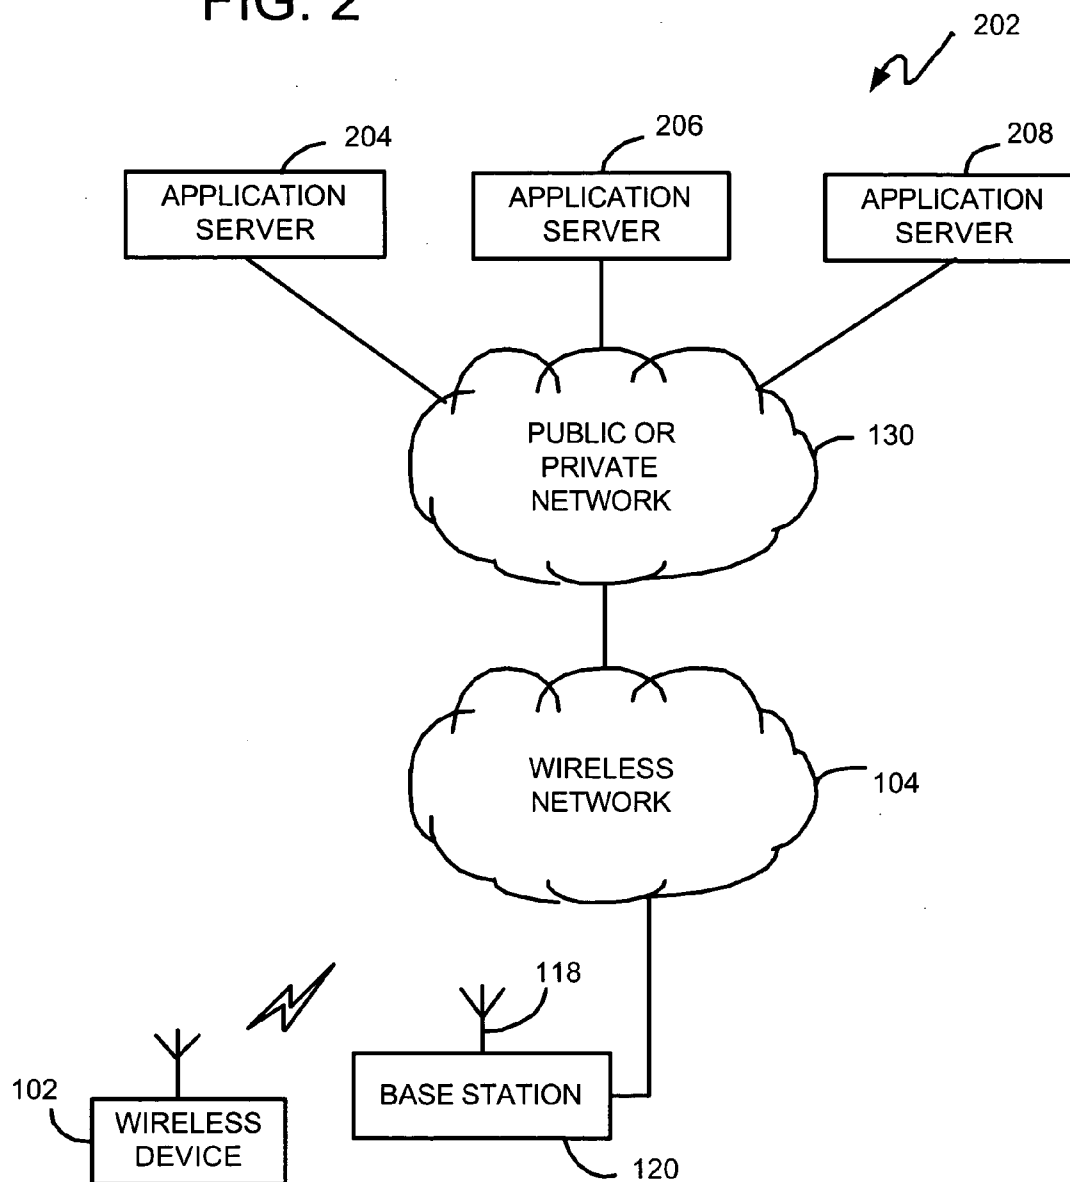 FIG. 2
202
204
206
208
APPLICATION
SERVER
APPLICATION
SERVER
APPLICATION
SERVER
PUBLIC OR
PRIVATE
NETWORK
130
WIRELESS
NETWORK
104
118
BASE STATION
102
WIRELESS
DEVICE
120